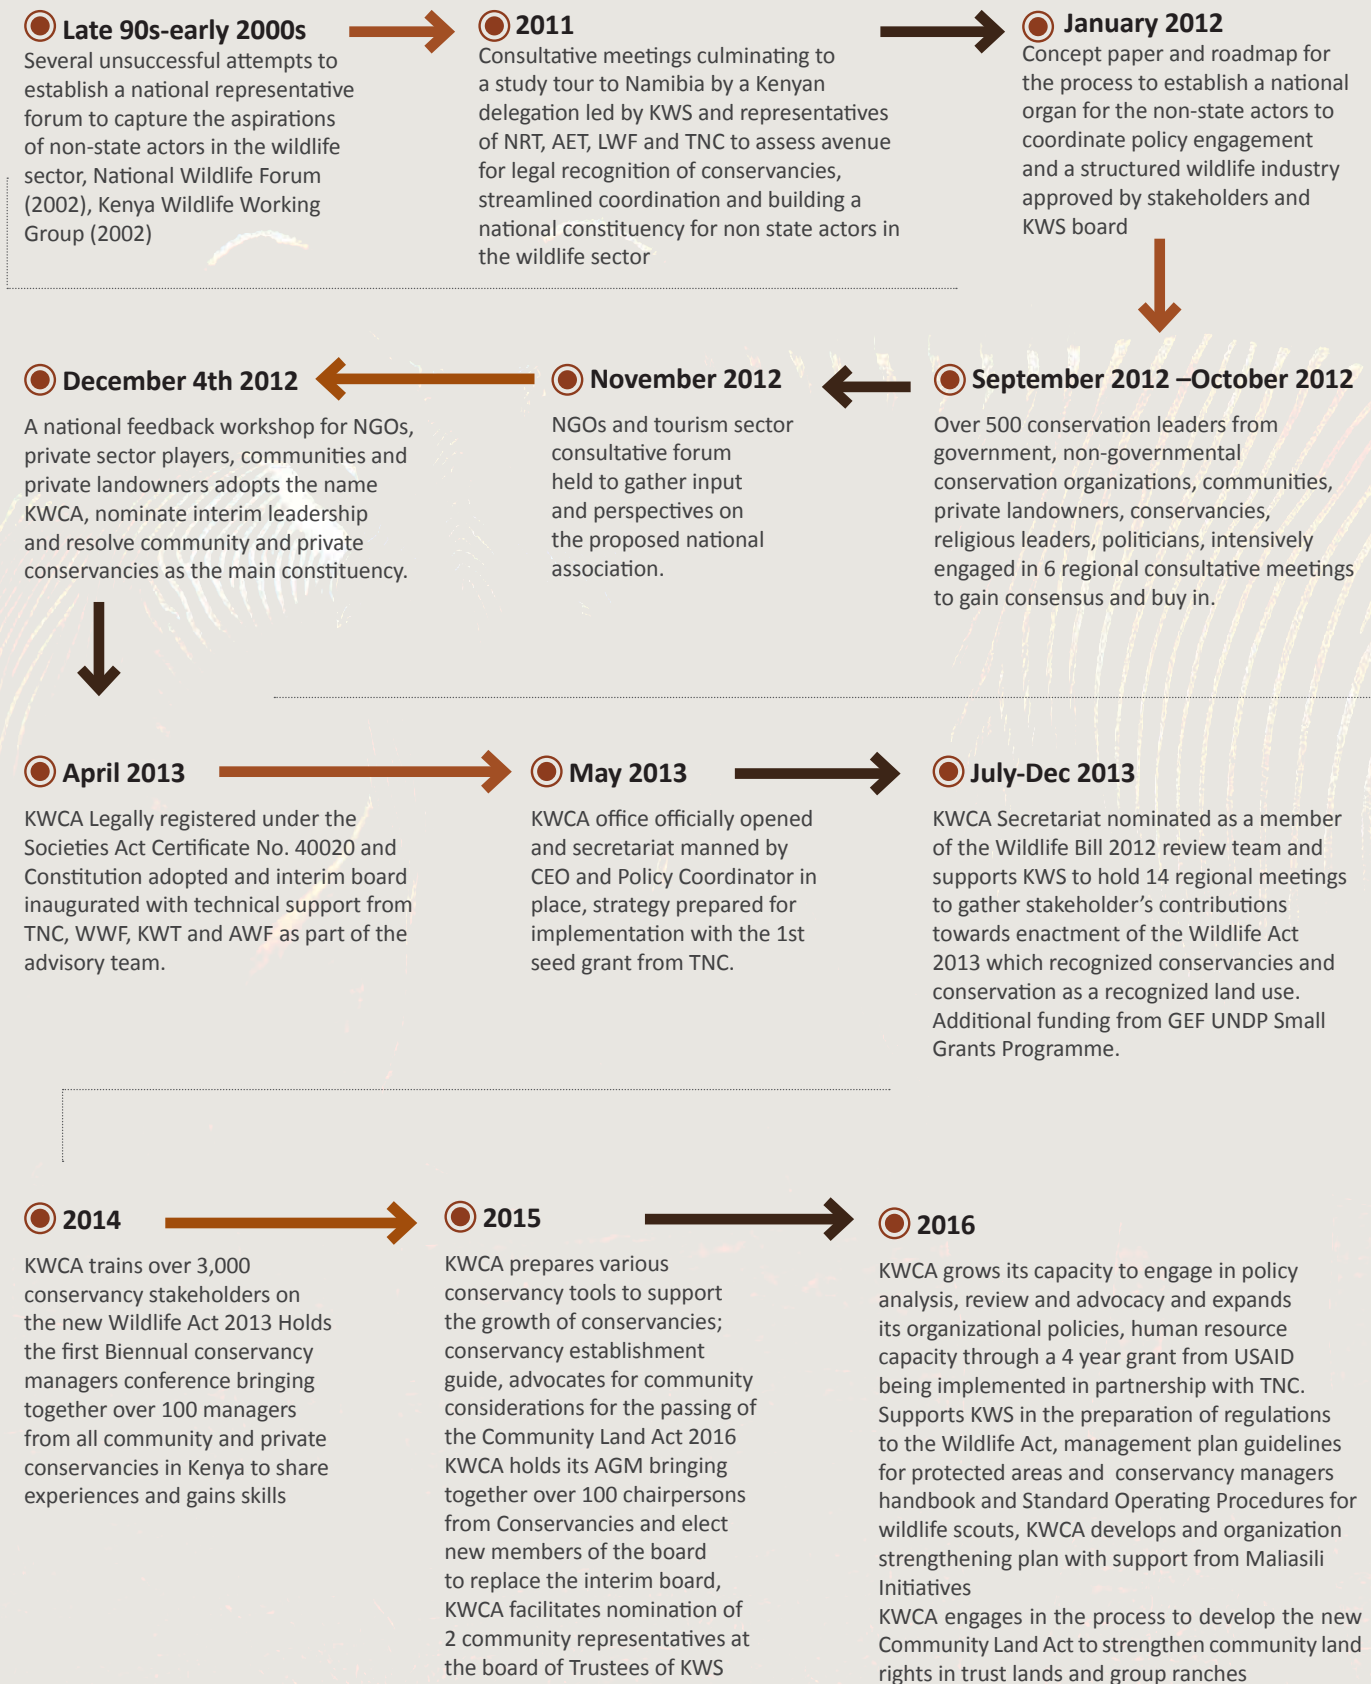 Late 90s-early 2000s
Several unsuccessful attempts to
establish a national representative
forum to capture the aspirations
of non-state actors in the wildlife
sector, National Wildlife Forum
(2002), Kenya Wildlife Working
Group (2002)
2011
Consultative meetings culminating to
a study tour to Namibia by a Kenyan
delegation led by KWS and representatives
of NRT, AET, LWF and TNC to assess avenue
for legal recognition of conservancies,
streamlined coordination and building a
national constituency for non state actors in
the wildlife sector
January 2012
Concept paper and roadmap for
the process to establish a national
organ for the non-state actors to
coordinate policy engagement
and a structured wildlife industry
approved by stakeholders and
KWS board
September 2012 –October 2012
Over 500 conservation leaders from
government, non-governmental
conservation organizations, communities,
private landowners, conservancies,
religious leaders, politicians, intensively
engaged in 6 regional consultative meetings
to gain consensus and buy in.
November 2012
NGOs and tourism sector
consultative forum
held to gather input
and perspectives on
the proposed national
association.
December 4th 2012
A national feedback workshop for NGOs,
private sector players, communities and
private landowners adopts the name
KWCA, nominate interim leadership
and resolve community and private
conservancies as the main constituency.
April 2013
KWCA Legally registered under the
Societies Act Certificate No. 40020 and
Constitution adopted and interim board
inaugurated with technical support from
TNC, WWF, KWT and AWF as part of the
advisory team.
May 2013
KWCA office officially opened
and secretariat manned by
CEO and Policy Coordinator in
place, strategy prepared for
implementation with the 1st
seed grant from TNC.
July-Dec 2013
KWCA Secretariat nominated as a member
of the Wildlife Bill 2012 review team and
supports KWS to hold 14 regional meetings
to gather stakeholder’s contributions
towards enactment of the Wildlife Act
2013 which recognized conservancies and
conservation as a recognized land use.
Additional funding from GEF UNDP Small
Grants Programme.
2014
KWCA trains over 3,000
conservancy stakeholders on
the new Wildlife Act 2013 Holds
the first Biennual conservancy
managers conference bringing
together over 100 managers
from all community and private
conservancies in Kenya to share
experiences and gains skills
2015
KWCA prepares various
conservancy tools to support
the growth of conservancies;
conservancy establishment
guide, advocates for community
considerations for the passing of
the Community Land Act 2016
KWCA holds its AGM bringing
together over 100 chairpersons
from Conservancies and elect
new members of the board
to replace the interim board,
KWCA facilitates nomination of
2 community representatives at
the board of Trustees of KWS
2016
KWCA grows its capacity to engage in policy
analysis, review and advocacy and expands
its organizational policies, human resource
capacity through a 4 year grant from USAID
being implemented in partnership with TNC.
Supports KWS in the preparation of regulations
to the Wildlife Act, management plan guidelines
for protected areas and conservancy managers
handbook and Standard Operating Procedures for
wildlife scouts, KWCA develops and organization
strengthening plan with support from Maliasili
Initiatives
KWCA engages in the process to develop the new
Community Land Act to strengthen community land
rights in trust lands and group ranches